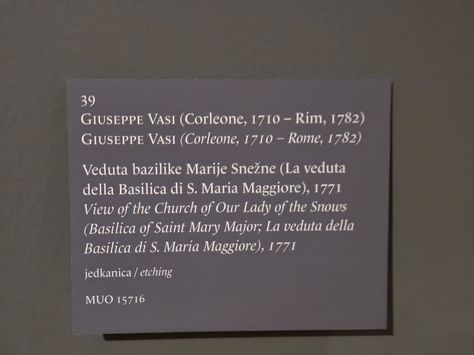 39
Giuseppe Vasi (Corleone, 1710 – Rim, 1782)
Giuseppe Vasi (Corleone, 1710 – Rome, 1782)
Veduta bazilike Marije Snežne (La veduta
della Basilica di S. Maria Maggiore), 1771
View of the Church of Our Lady of the Snows
(Basilica of Saint Mary Major; La veduta della
Basilica di S. Maria Maggiore), 1771
jedkanica / etching
MUO 15716